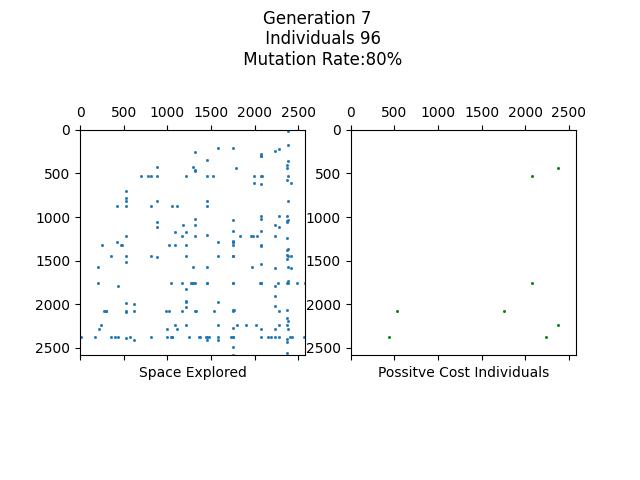 Generation 7
Individuals 96
Mutation Rate:80%
0 500 1000 1500 2000 2500
0 500 1000 1500 2000 2500
0
500
1000
1500
2000
2500
0
500
1000
1500
2000
2500
Space Explored
Possitve Cost Individuals